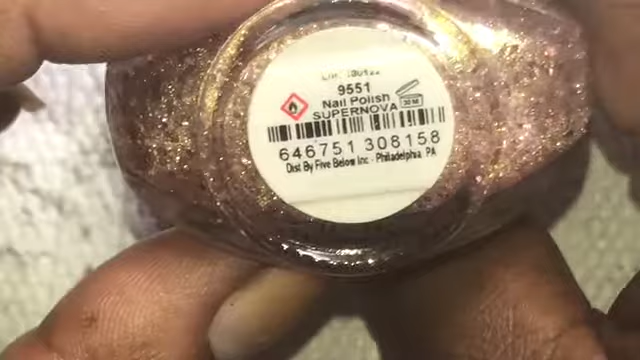 9551
Nail Polish
SUPERNOVA
646751 308158
Dist By Five Below Inc - Philadelphia, PA